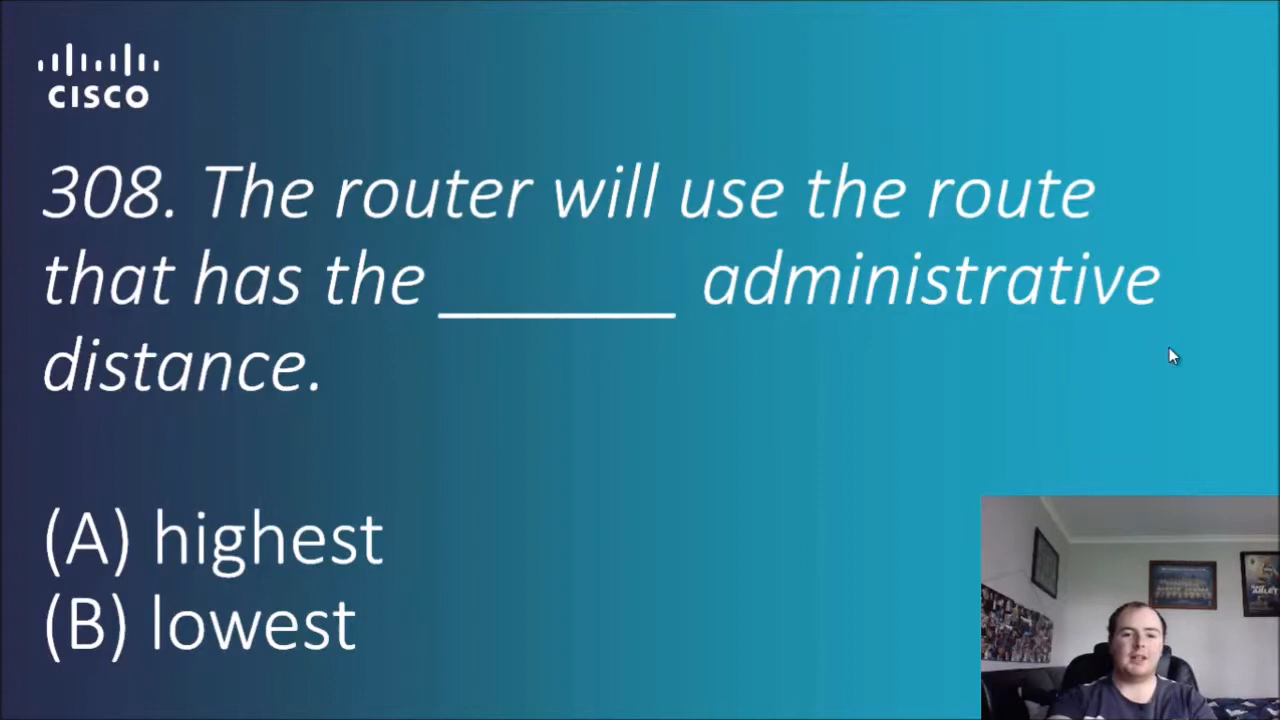 CISCO
308. The router will use the route
that has the ________ administrative
distance.
(A) highest
(B) lowest